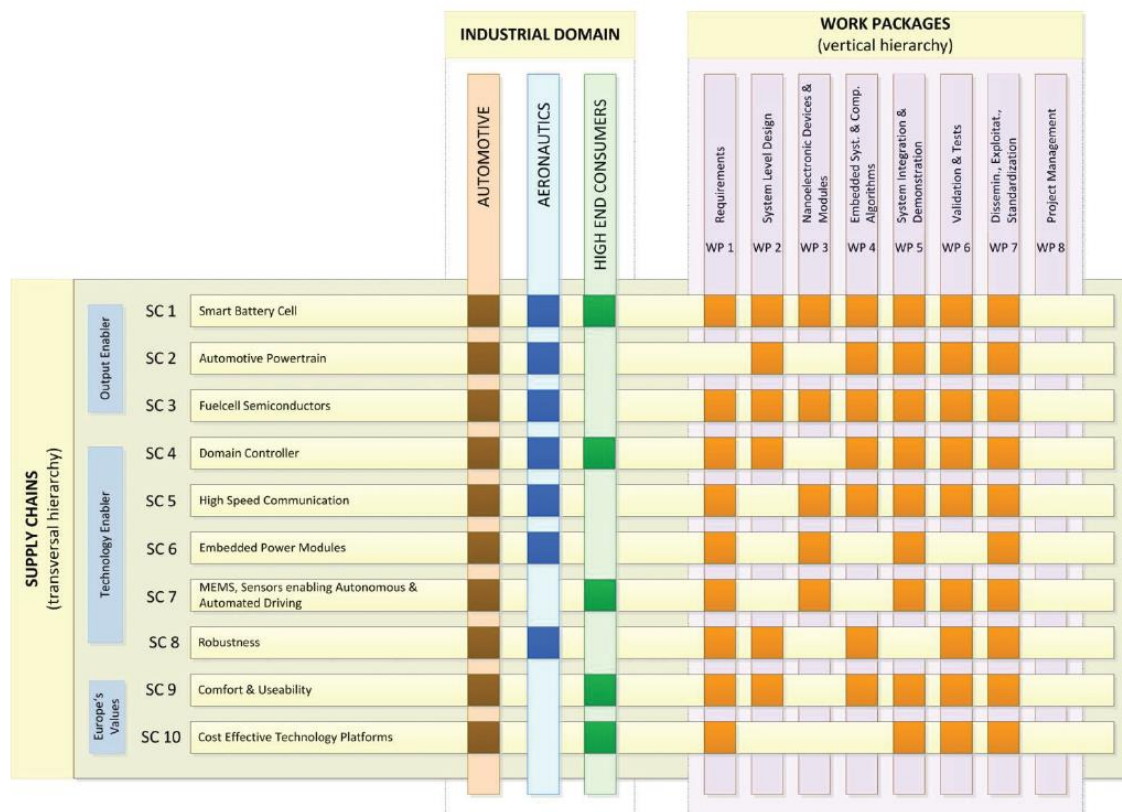 INDUSTRIAL DOMAIN
WORK PACKAGES
(vertical hierarchy)
AUTOMOTIVE
AERONAUTICS
HIGH END CONSUMERS
Requirements
System Level Design
Nanoelectronic Devices &
Modules
Embedded Syst. & Comp.
Algorithms
System Integration &
Demonstration
Validation & Tests
Dissemin., Exploitat.,
Standardization
Project Management
WP 1
WP 2
WP 3
WP 4
WP 5
WP 6
WP 7
WP 8
SUPPLY CHAINS
(transversal hierarchy)
Output Enabler
SC 1 Smart Battery Cell
SC 2 Automotive Powertrain
SC 3 Fuelcell Semiconductors
Technology Enabler
SC 4 Domain Controller
SC 5 High Speed Communication
SC 6 Embedded Power Modules
SC 7 MEMS, Sensors enabling Autonomous &
Automated Driving
SC 8 Robustness
Europe's
Values
SC 9 Comfort & Useability
SC 10 Cost Effective Technology Platforms